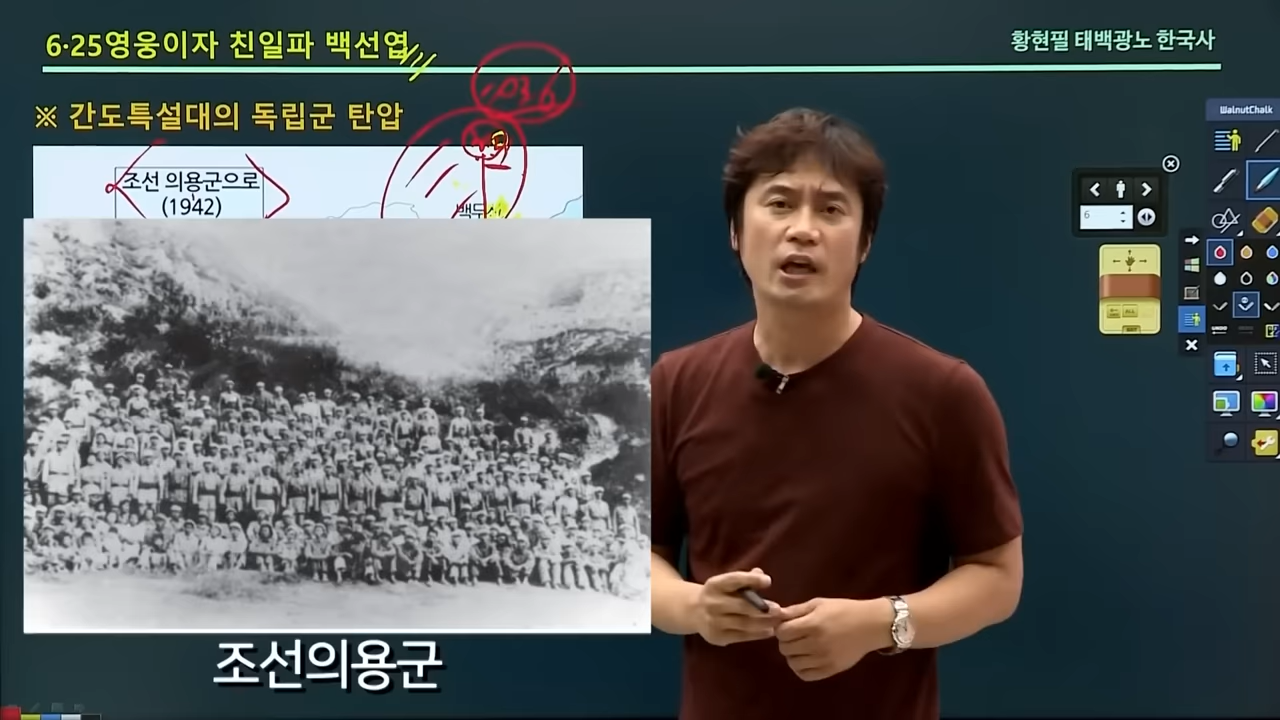 6·25영웅이자 친일파 백선엽
황현필 태백광노 한국사
※ 간도특설대의 독립군 탄압
1936
조선 의용군으로
(1942)
WalnutChalk
6
조선의용군